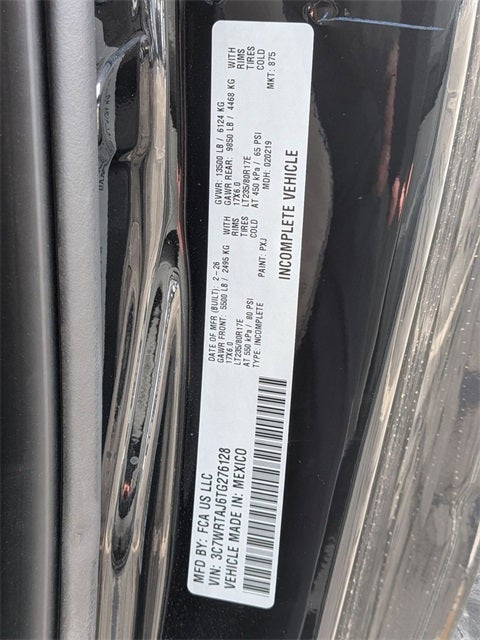 MFD BY: FCA US LLC
VIN: 3C7WRTAJ6TG276128
VEHICLE MADE IN: MEXICO
DATE OF MFR (BUILT): 2-26
GAWR FRONT: 5500 LB / 2495 KG WITH
17X6.0 RIMS
LT235/80R17E TIRES
AT 550 kPa / 80 PSI COLD
TYPE: INCOMPLETE PAINT: PXJ
GVWR: 13500 LB / 6124 KG
GAWR REAR: 9850 LB / 4468 KG WITH
17X6.0 RIMS
LT235/80R17E TIRES
AT 450 kPa / 65 PSI COLD
MDH: 020219 MKT: 875
INCOMPLETE VEHICLE